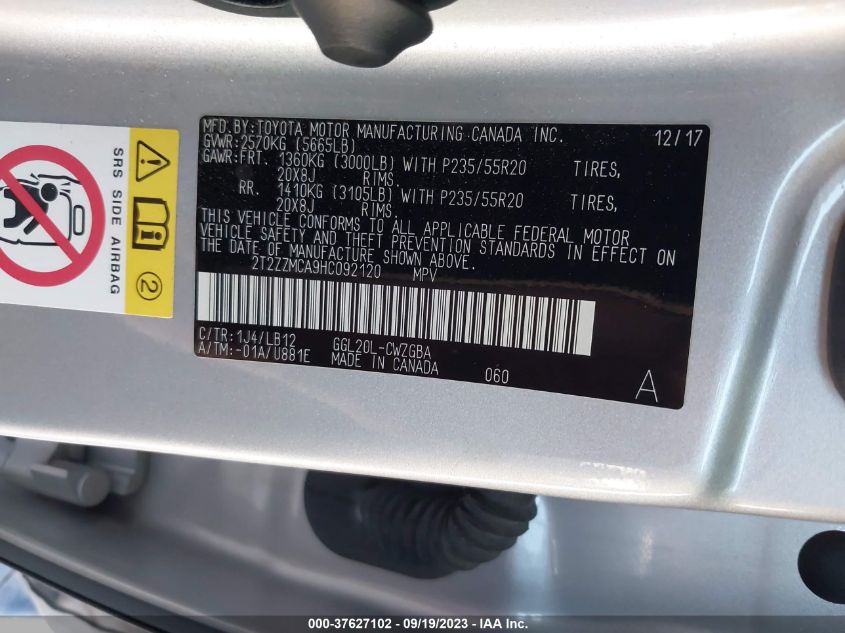 MFD.BY:TOYOTA MOTOR MANUFACTURING CANADA INC. 12/17
GVWR:2570KG (5665LB)
GAWR:FRT. 1360KG (3000LB) WITH P235/55R20 TIRES,
20X8J RIMS.
RR. 1410KG (3105LB) WITH P235/55R20 TIRES,
20X8J RIMS.
THIS VEHICLE CONFORMS TO ALL APPLICABLE FEDERAL MOTOR
VEHICLE SAFETY AND THEFT PREVENTION STANDARDS IN EFFECT ON
THE DATE OF MANUFACTURE SHOWN ABOVE.
2T2ZZMCA9HC092120 MPV
C/TR:1J4/LB12 GGL20L-CWZGBA
A/TM:-01A/U881E MADE IN CANADA 060
A
SRS SIDE AIRBAG
2
000-37627102 - 09/19/2023 - IAA Inc.